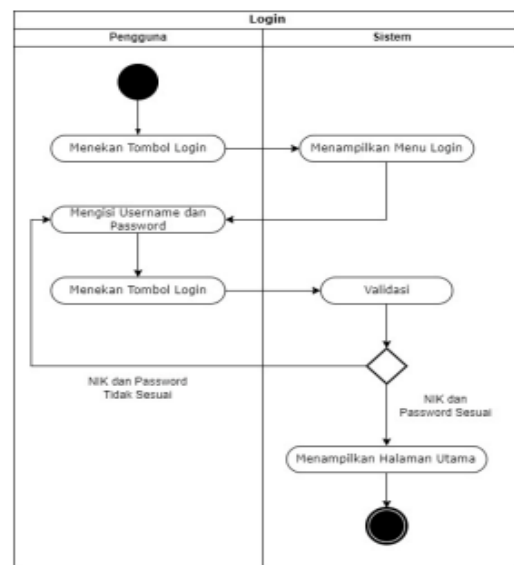 Login
Pengguna
Sistem
Menekan Tombol Login
Menampilkan Menu Login
Mengisi Username dan
Password
Menekan Tombol Login
Validasi
NIK dan Password
Tidak Sesuai
NIK dan
Password Sesuai
Menampilkan Halaman Utama